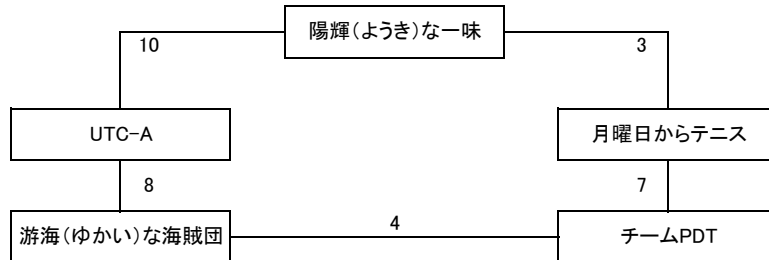 陽輝(ようき)な一味
10
3
UTC-A
月曜日からテニス
8
7
游海(ゆかい)な海賊団
4
チームPDT